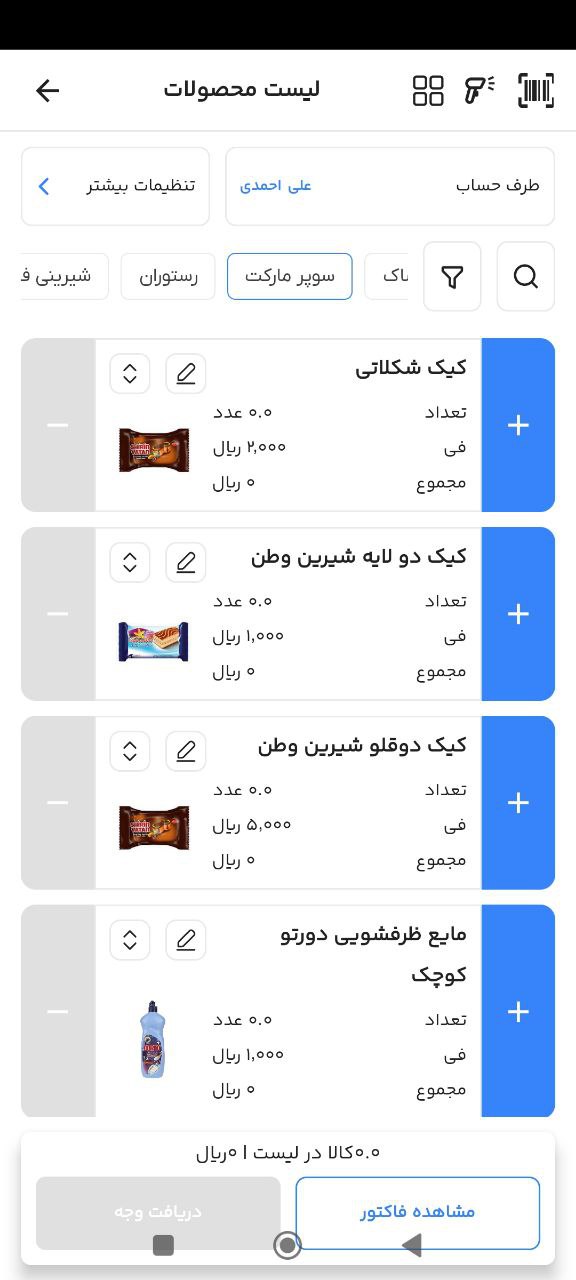 لیست محصولات
طرف حساب
علی احمدی
تنظیمات بیشتر
سوپر مارکت
رستوران
شیرینی
کیک شکلاتی
تعداد
۰.۰ عدد
فی
۲,۰۰۰ ریال
مجموع
۰ ریال
کیک دو لایه شیرین وطن
تعداد
۰.۰ عدد
فی
۱,۰۰۰ ریال
مجموع
۰ ریال
کیک دوقلو شیرین وطن
تعداد
۰.۰ عدد
فی
۵,۰۰۰ ریال
مجموع
۰ ریال
مایع ظرفشویی دورتو
کوچک
تعداد
۰.۰ عدد
فی
۱,۰۰۰ ریال
مجموع
۰ ریال
۰.۰کالا در لیست | ۰ریال
مشاهده فاکتور
دریافت وجه